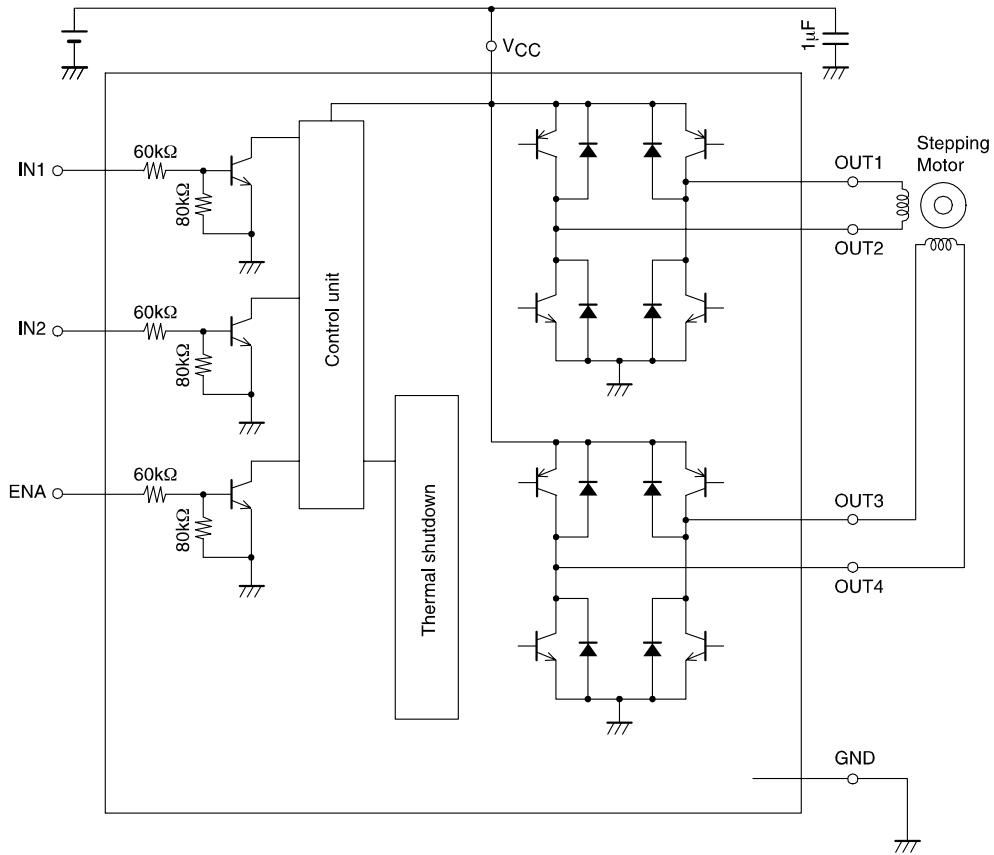 VCC
1μF
IN1
60kΩ
80kΩ
IN2
60kΩ
80kΩ
ENA
60kΩ
80kΩ
Control unit
Thermal shutdown
OUT1
OUT2
Stepping
Motor
OUT3
OUT4
GND